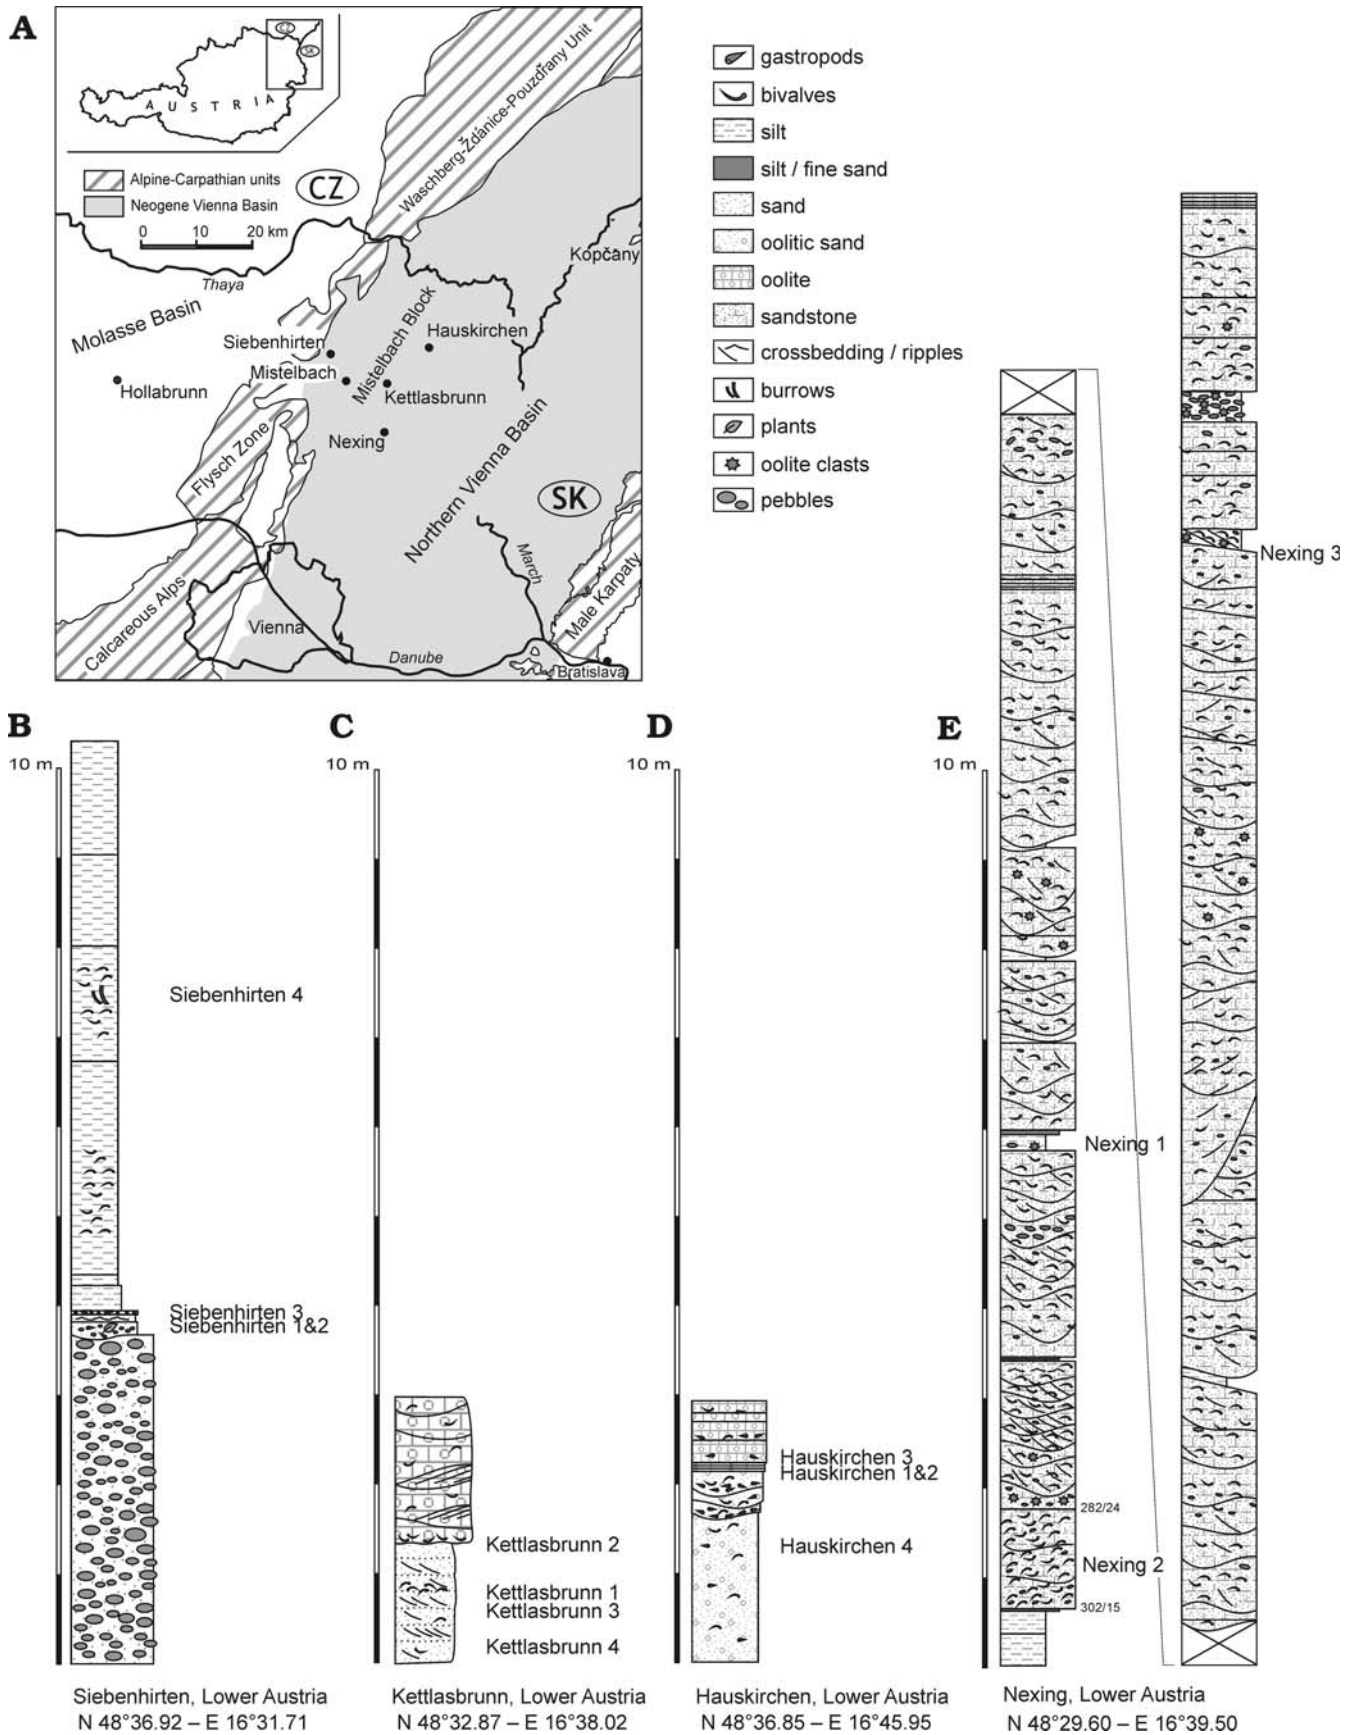 A
CZ
SK
AUSTRIA
Alpine-Carpathian units
Neogene Vienna Basin
0 10 20 km
CZ
Waschberg-Ždánice-Pouzdřany Unit
Thaya
Kopčany
Molasse Basin
Siebenhirten
Mistelbach Block
Hauskirchen
Mistelbach
Hollabrunn
Kettlasbrunn
Nexing
Flysch Zone
Northern Vienna Basin
SK
March
Calcareous Alps
Vienna
Male Karpaty
Danube
Bratislava
gastropods
bivalves
silt
silt / fine sand
sand
oolitic sand
oolite
sandstone
crossbedding / ripples
burrows
plants
oolite clasts
pebbles
B
10 m
Siebenhirten 4
Siebenhirten 3
Siebenhirten 1&2
Siebenhirten, Lower Austria
N 48°36.92 – E 16°31.71
C
10 m
Kettlasbrunn 2
Kettlasbrunn 1
Kettlasbrunn 3
Kettlasbrunn 4
Kettlasbrunn, Lower Austria
N 48°32.87 – E 16°38.02
D
10 m
Hauskirchen 3
Hauskirchen 1&2
Hauskirchen 4
Hauskirchen, Lower Austria
N 48°36.85 – E 16°45.95
E
10 m
Nexing 3
Nexing 1
282/24
Nexing 2
302/15
Nexing, Lower Austria
N 48°29.60 – E 16°39.50